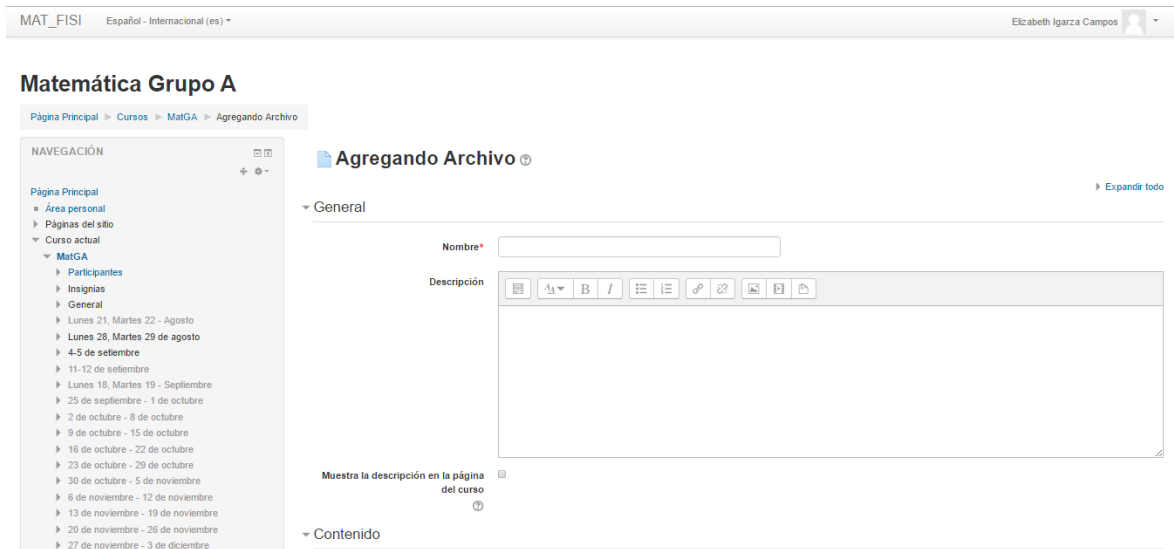 MAT_FISI Español - Internacional (es)
Elizabeth Igarza Campos
Matemática Grupo A
Página Principal Cursos MatGA Agregando Archivo
NAVEGACIÓN
Página Principal
Área personal
Páginas del sitio
Curso actual
MatGA
Participantes
Insignias
General
Lunes 21, Martes 22 - Agosto
Lunes 28, Martes 29 de agosto
4-5 de setiembre
11-12 de setiembre
Lunes 18, Martes 19 - Septiembre
25 de septiembre - 1 de octubre
2 de octubre - 8 de octubre
9 de octubre - 15 de octubre
16 de octubre - 22 de octubre
23 de octubre - 29 de octubre
30 de octubre - 5 de noviembre
6 de noviembre - 12 de noviembre
13 de noviembre - 19 de noviembre
20 de noviembre - 26 de noviembre
27 de noviembre - 3 de diciembre
Agregando Archivo
Expandir todo
General
Nombre*
Descripción
B I
Muestra la descripción en la página
del curso
Contenido